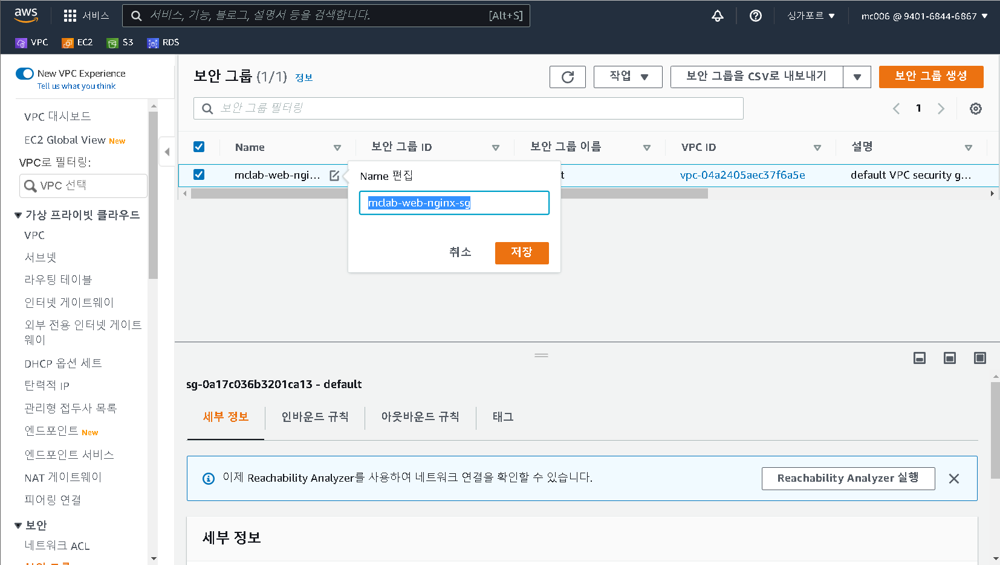 aws
서비스
서비스, 기능, 블로그, 설명서 등을 검색합니다.
[Alt+S]
싱가포르
mc006 @ 9401-6844-6867
VPC
EC2
S3
RDS
New VPC Experience
Tell us what you think
VPC 대시보드
EC2 Global View New
VPC로 필터링:
VPC 선택
가상 프라이빗 클라우드
VPC
서브넷
라우팅 테이블
인터넷 게이트웨이
외부 전용 인터넷 게이트
웨이
DHCP 옵션 세트
탄력적 IP
관리형 접두사 목록
엔드포인트 New
엔드포인트 서비스
NAT 게이트웨이
피어링 연결
보안
네트워크 ACL
보안 그룹 (1/1) 정보
작업
보안 그룹을 CSV로 내보내기
보안 그룹 생성
보안 그룹 필터링
1
Name
보안 그룹 ID
보안 그룹 이름
VPC ID
설명
mclab-web-ngi...
t
vpc-04a2405aec37f6a5e
default VPC security g...
Name 편집
mclab-web-nginx-sg
취소
저장
sg-0a17c036b3201ca13 - default
세부 정보
인바운드 규칙
아웃바운드 규칙
태그
이제 Reachability Analyzer를 사용하여 네트워크 연결을 확인할 수 있습니다.
Reachability Analyzer 실행
세부 정보